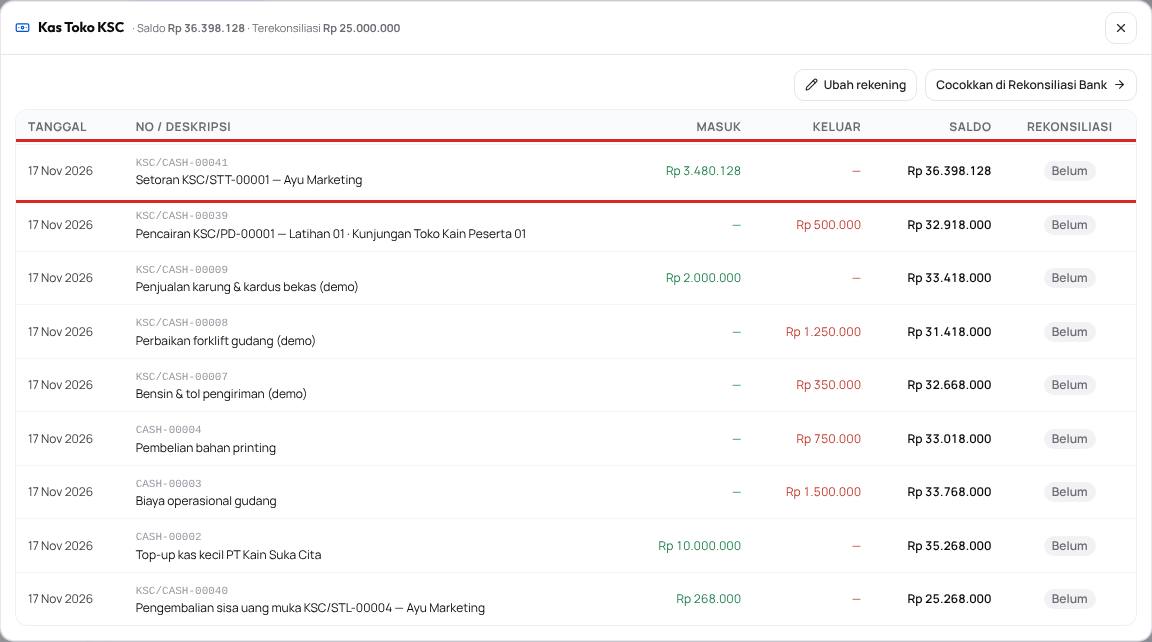 Kas Toko KSC · Saldo Rp 36.398.128 · Terekonsiliasi Rp 25.000.000
Ubah rekening Cocokkan di Rekonsiliasi Bank →
TANGGAL NO / DESKRIPSI MASUK KELUAR SALDO REKONSILIASI
KSC/CASH-00041
17 Nov 2026 Setoran KSC/STT-00001 — Ayu Marketing Rp 3.480.128 — Rp 36.398.128 Belum
KSC/CASH-00039
17 Nov 2026 Pencairan KSC/PD-00001 — Latihan 01 · Kunjungan Toko Kain Peserta 01 — Rp 500.000 Rp 32.918.000 Belum
KSC/CASH-00009
17 Nov 2026 Penjualan karung & kardus bekas (demo) Rp 2.000.000 — Rp 33.418.000 Belum
KSC/CASH-00008
17 Nov 2026 Perbaikan forklift gudang (demo) — Rp 1.250.000 Rp 31.418.000 Belum
KSC/CASH-00007
17 Nov 2026 Bensin & tol pengiriman (demo) — Rp 350.000 Rp 32.668.000 Belum
CASH-00004
17 Nov 2026 Pembelian bahan printing — Rp 750.000 Rp 33.018.000 Belum
CASH-00003
17 Nov 2026 Biaya operasional gudang — Rp 1.500.000 Rp 33.768.000 Belum
CASH-00002
17 Nov 2026 Top-up kas kecil PT Kain Suka Cita Rp 10.000.000 — Rp 35.268.000 Belum
KSC/CASH-00040
17 Nov 2026 Pengembalian sisa uang muka KSC/STL-00004 — Ayu Marketing Rp 268.000 — Rp 25.268.000 Belum